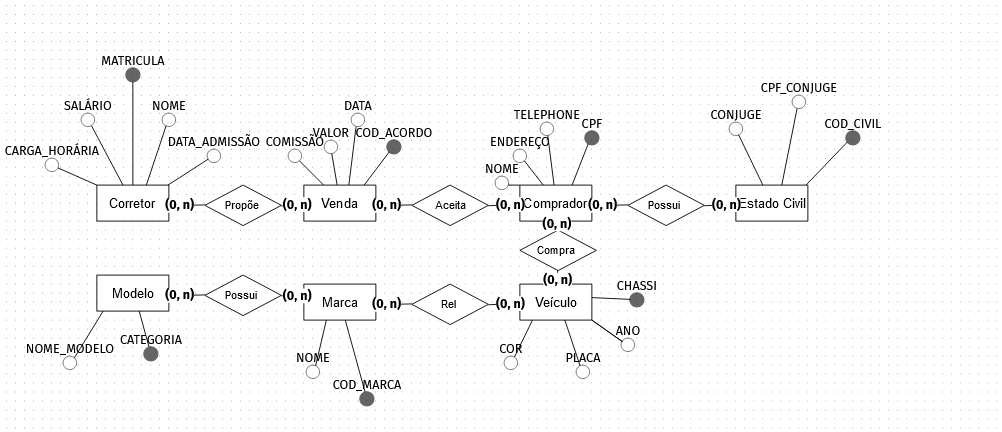 MATRICULA
SALÁRIO
NOME
CARGA_HORÁRIA
DATA_ADMISSÃO
Corretor
(0, n)
Propõe
(0, n)
COMISSÃO
VALOR
DATA
COD_ACORDO
Venda
(0, n)
Aceita
(0, n)
TELEPHONE
CPF
ENDEREÇO
NOME
Comprador
(0, n)
Possui
(0, n)
CPF_CONJUGE
CONJUGE
COD_CIVIL
Estado Civil
(0, n)
Compra
(0, n)
Modelo
(0, n)
Possui
(0, n)
Marca
(0, n)
Rel
(0, n)
Veículo
CHASSI
ANO
NOME_MODELO
CATEGORIA
NOME
COD_MARCA
COR
PLACA